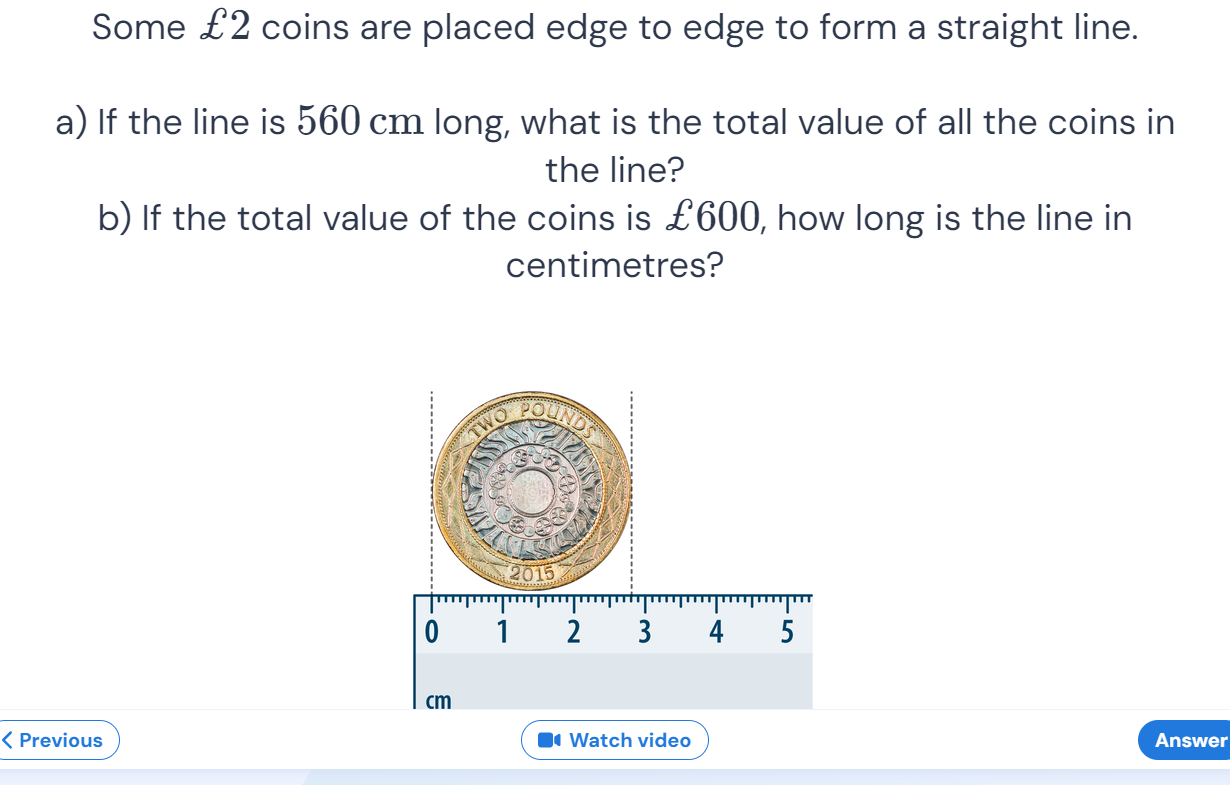 Some £2 coins are placed edge to edge to form a straight line.
a) If the line is 560 cm long, what is the total value of all the coins in
the line?
b) If the total value of the coins is £600, how long is the line in
centimetres?
TWO POUNDS
2015
0 1 2 3 4 5
cm
Previous
Watch video
Answer